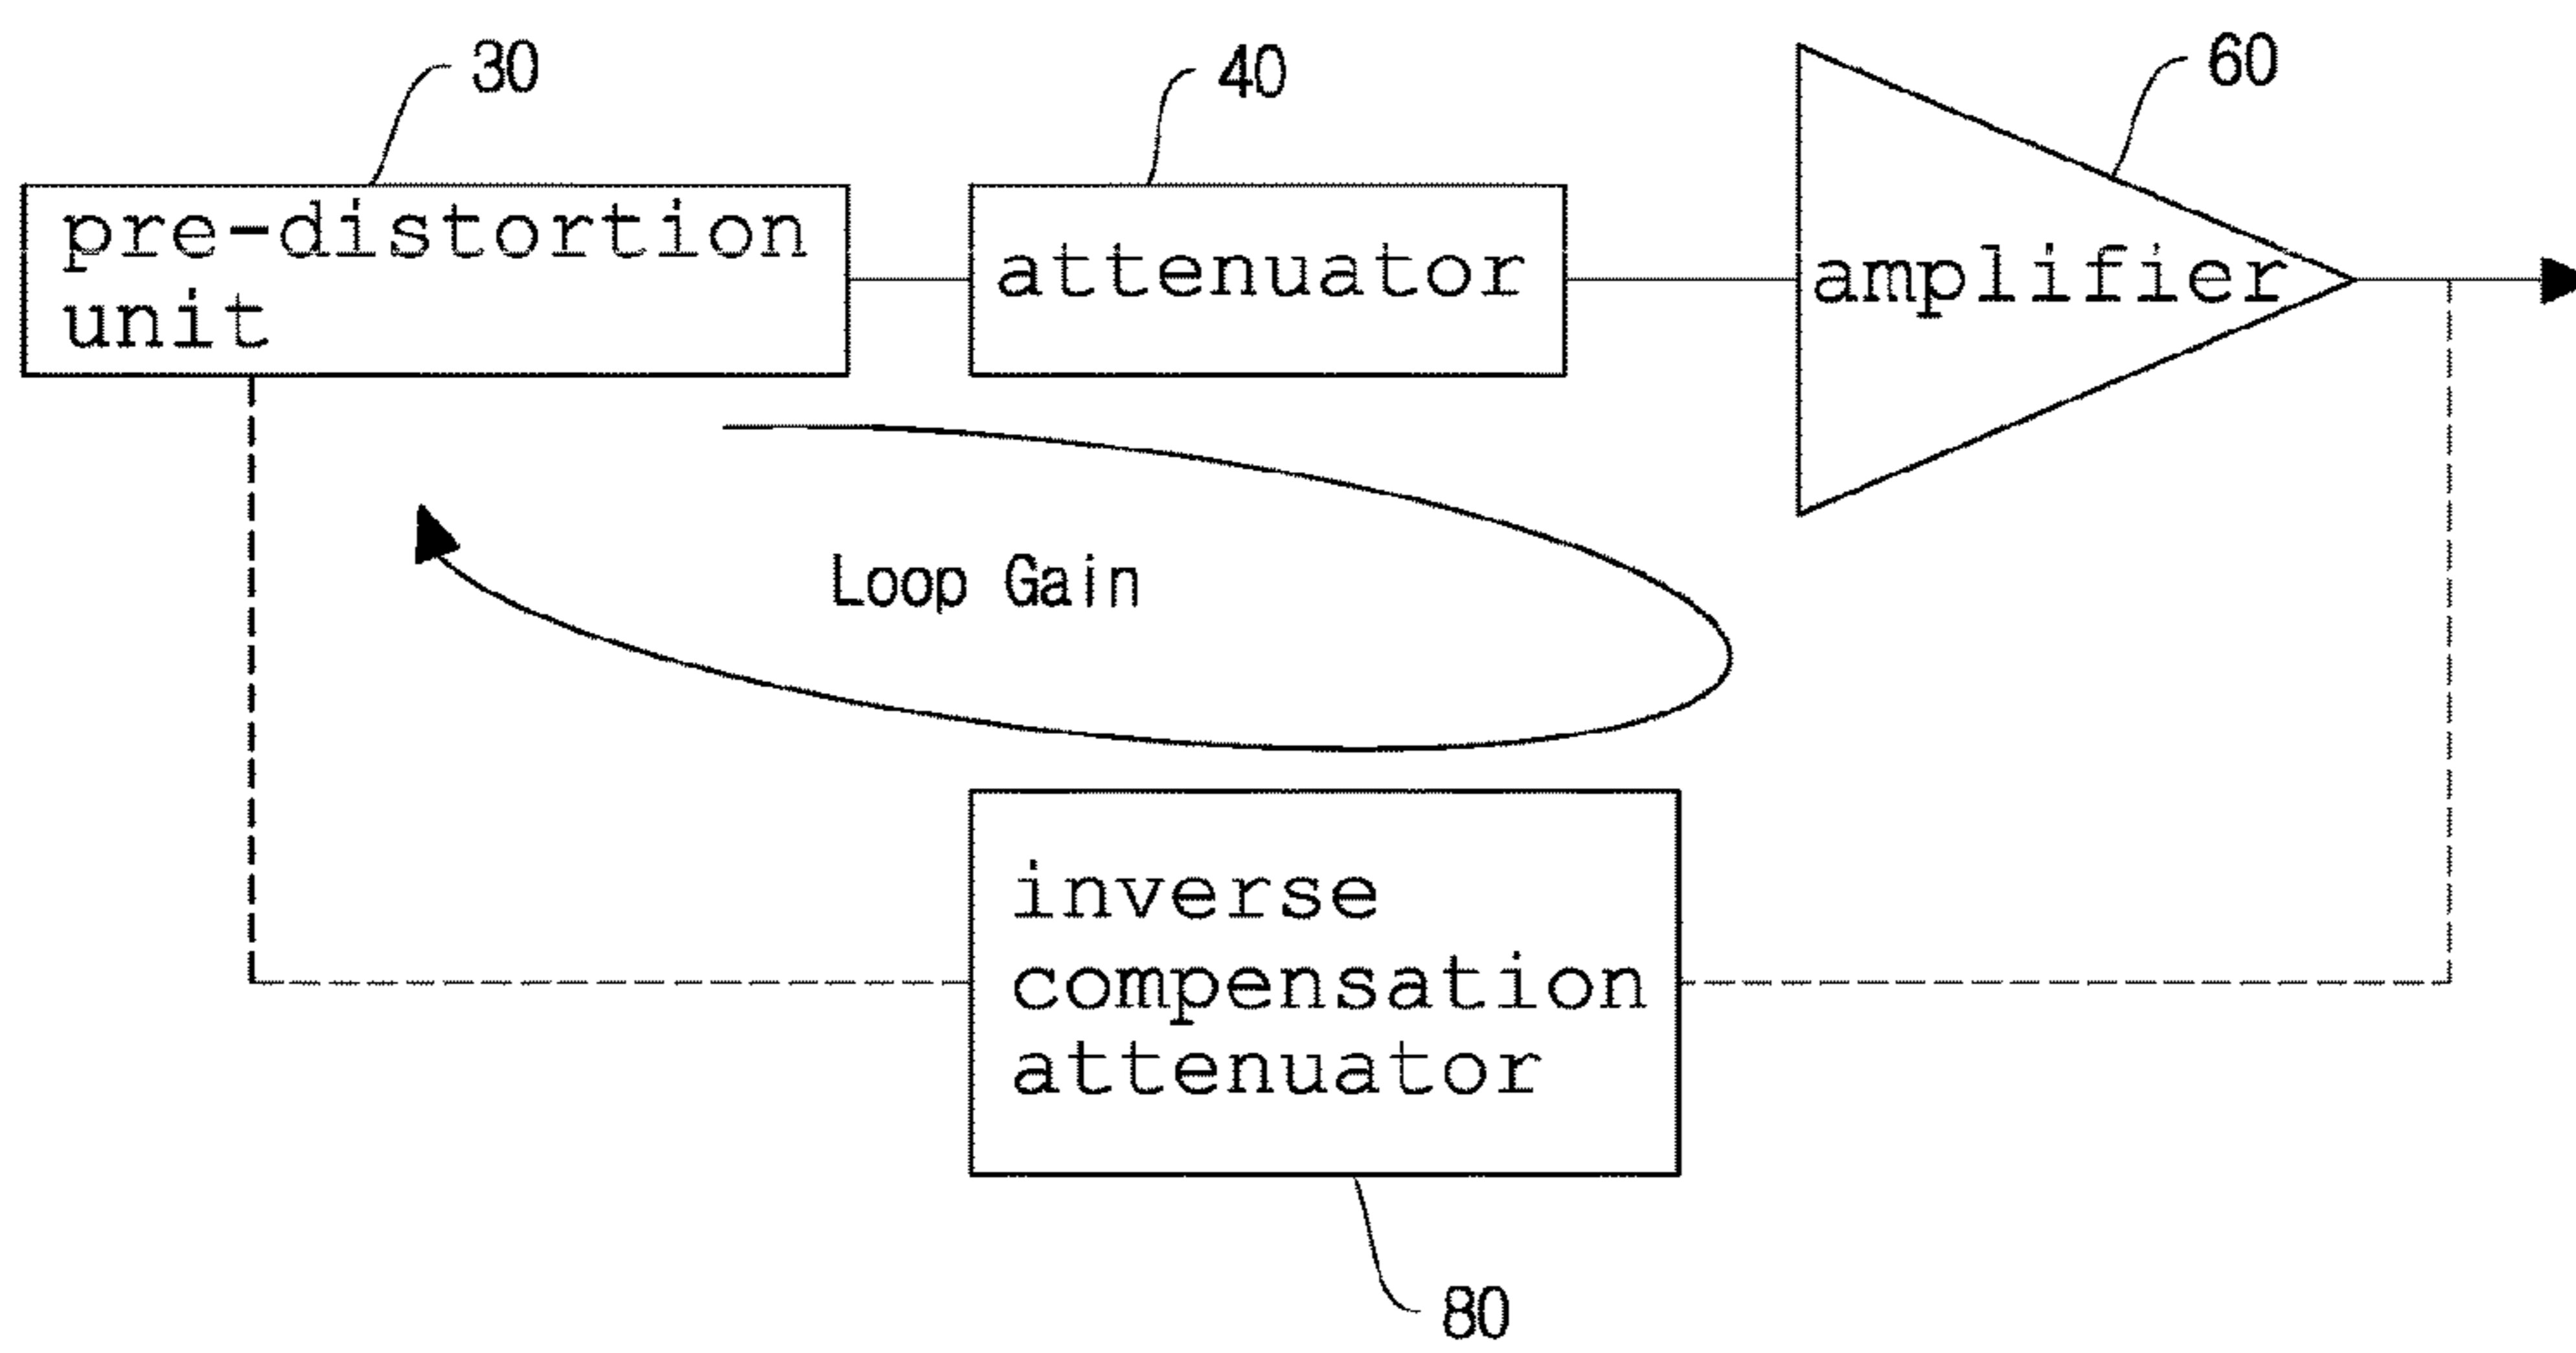 30
40
60
pre-distortion
unit
attenuator
amplifier
Loop Gain
inverse
compensation
attenuator
80